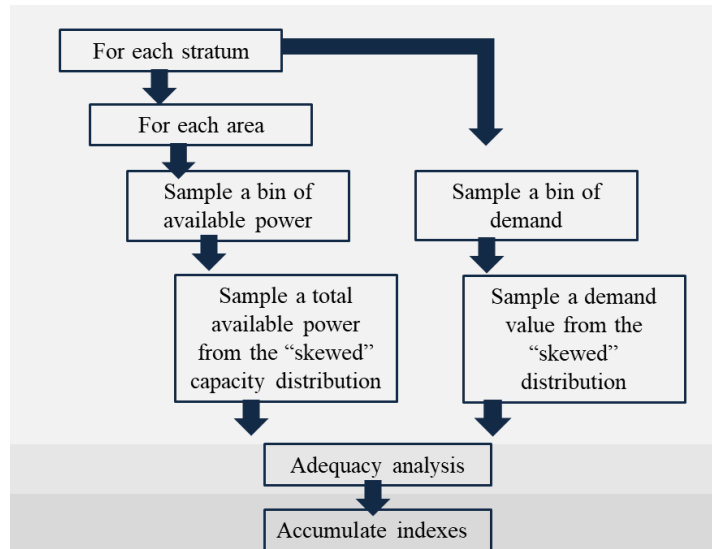 For each stratum
For each area
Sample a bin of
available power
Sample a bin of
demand
Sample a total
available power
from the “skewed”
capacity distribution
Sample a demand
value from the
“skewed”
distribution
Adequacy analysis
Accumulate indexes